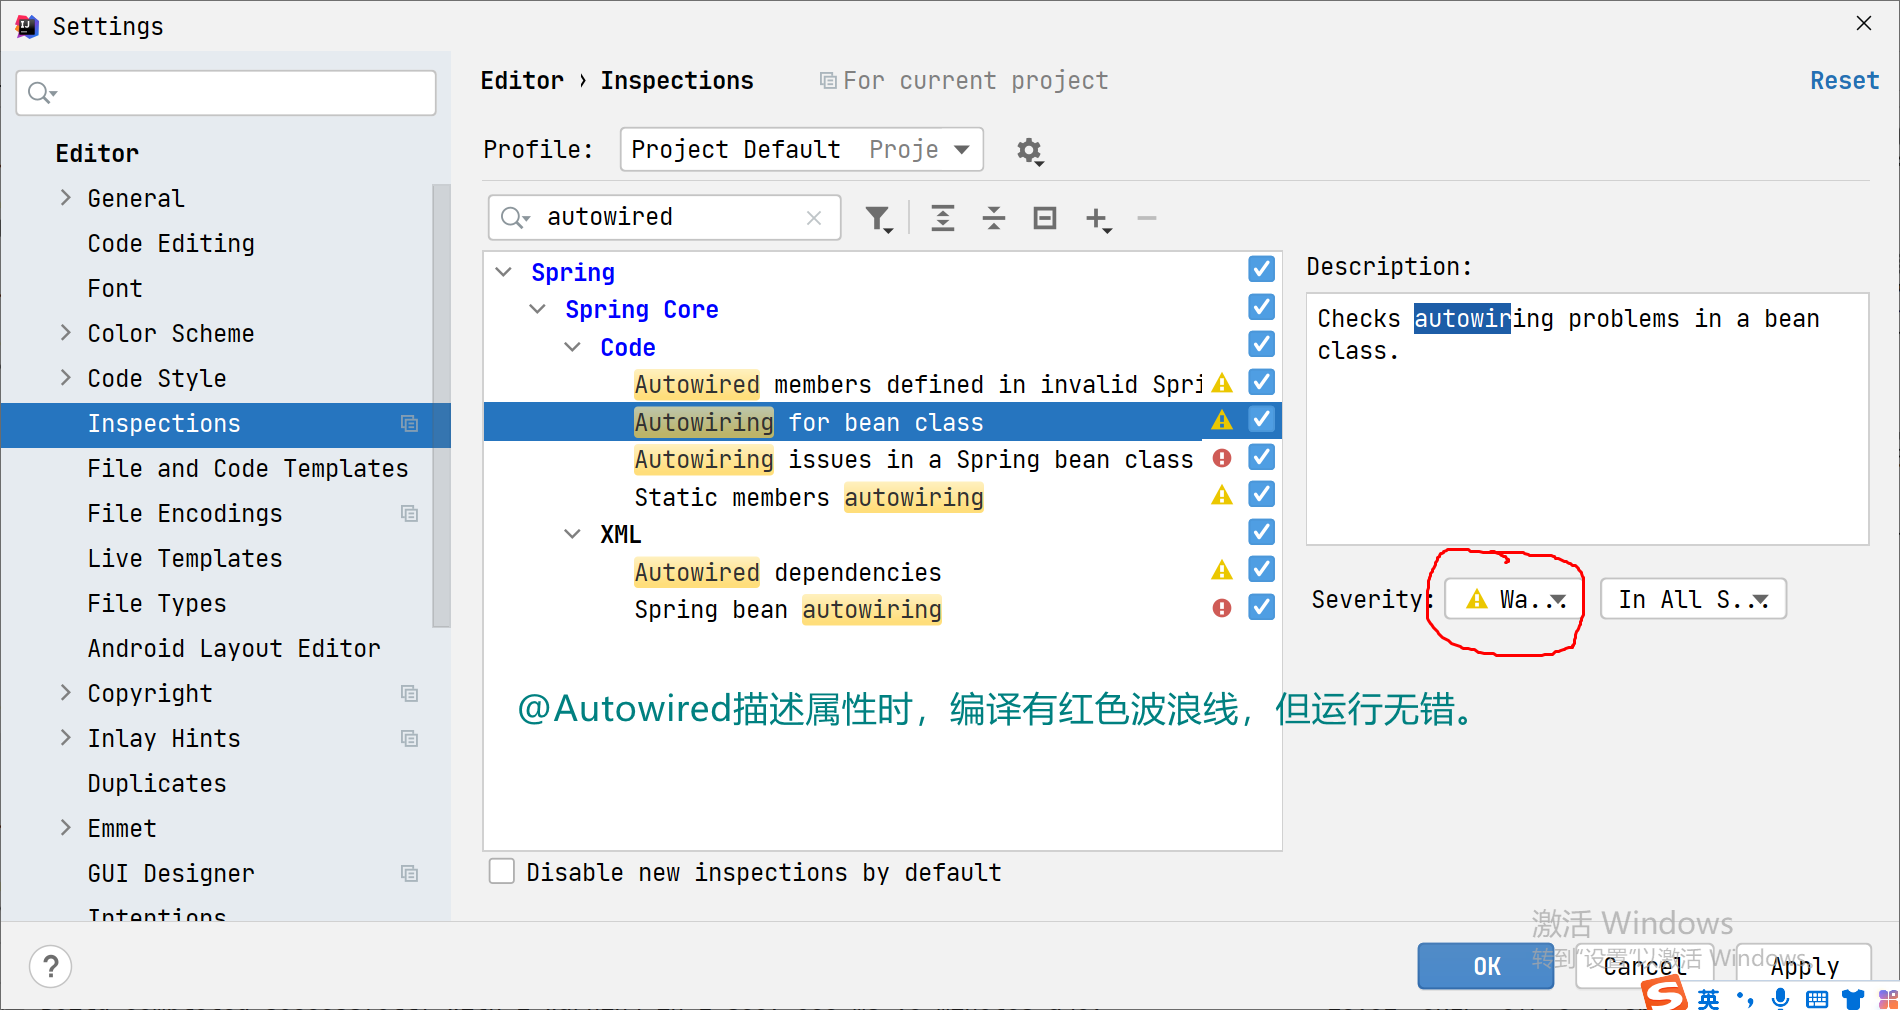 Settings
Editor › Inspections
For current project
Reset
Profile:
Project Default Proje
autowired
Editor
General
Code Editing
Font
Color Scheme
Code Style
Inspections
File and Code Templates
File Encodings
Live Templates
File Types
Android Layout Editor
Copyright
Inlay Hints
Duplicates
Emmet
GUI Designer
Intentions
Spring
Spring Core
Code
Autowired members defined in invalid Spri
Autowiring for bean class
Autowiring issues in a Spring bean class
Static members autowiring
XML
Autowired dependencies
Spring bean autowiring
Description:
Checks autowiring problems in a bean
class.
Severity:
Wa...
In All S...
@Autowired描述属性时，编译有红色波浪线，但运行无错。
Disable new inspections by default
激活 Windows
转到“设置”以激活 Windows。
?
OK
Cancel
Apply
英